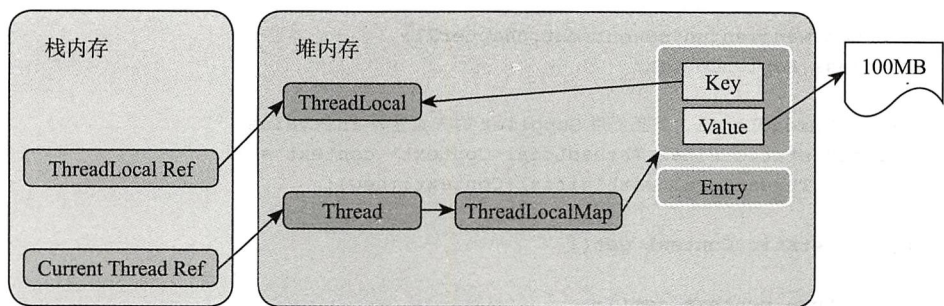 栈内存
堆内存
ThreadLocal
Key
Value
100MB
ThreadLocal Ref
Entry
Thread
ThreadLocalMap
Current Thread Ref